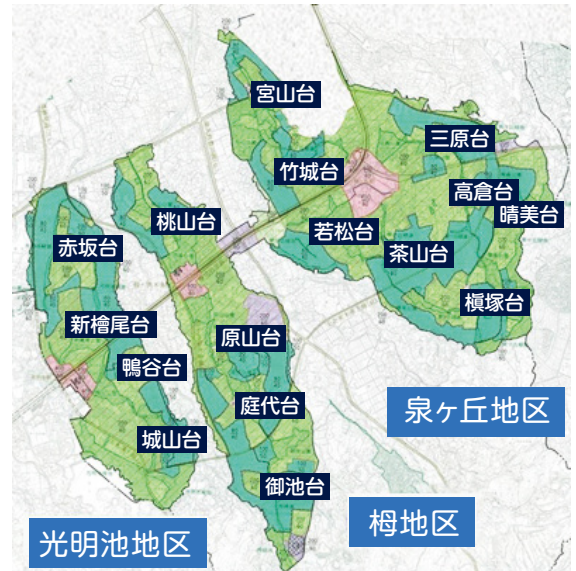 宮山台
三原台
竹城台
高倉台
桃山台
晴美台
若松台
赤坂台
茶山台
槇塚台
新檜尾台
原山台
鴨谷台
庭代台
泉ヶ丘地区
城山台
御池台
栂地区
光明池地区